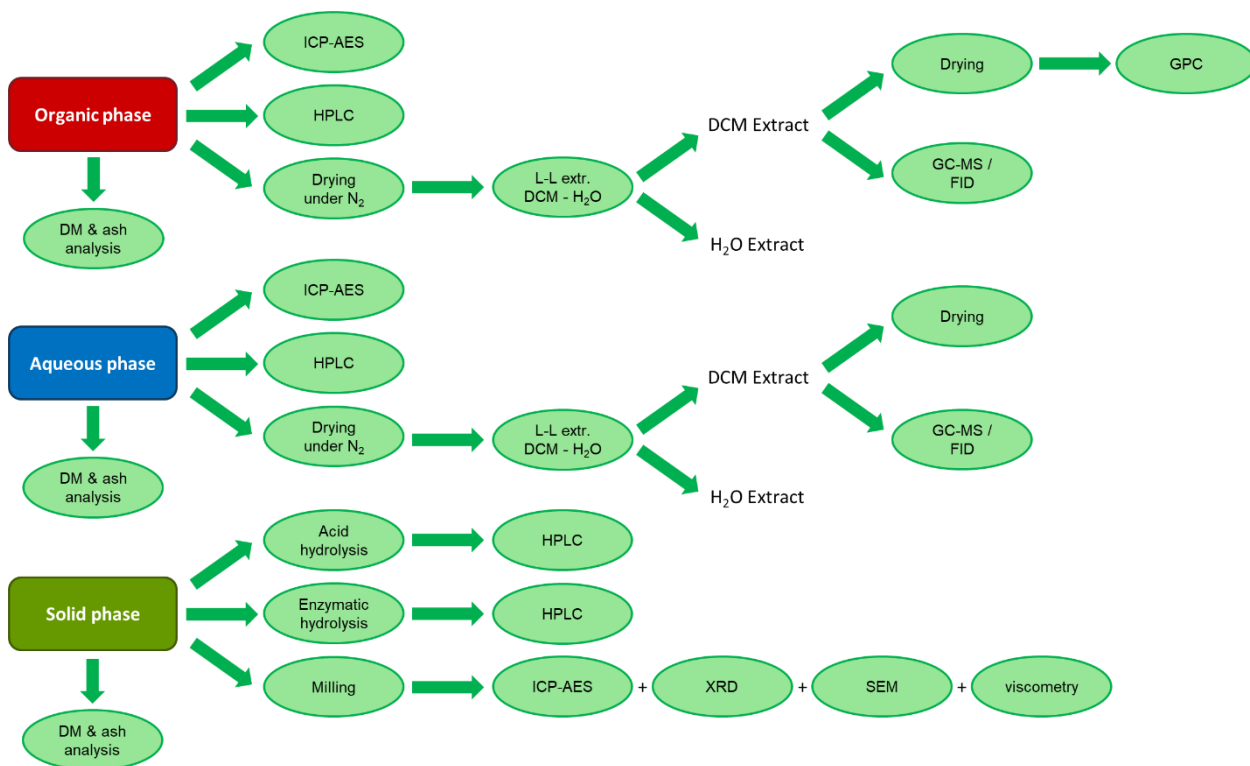 ICP-AES
Organic phase
HPLC
Drying
under N₂
DM & ash
analysis
L-L extr.
DCM - H₂O
DCM Extract
H₂O Extract
Drying
GPC
GC-MS /
FID
ICP-AES
Aqueous phase
HPLC
Drying
under N₂
DM & ash
analysis
L-L extr.
DCM - H₂O
DCM Extract
H₂O Extract
Drying
GC-MS /
FID
Acid
hydrolysis
HPLC
Solid phase
Enzymatic
hydrolysis
HPLC
Milling
ICP-AES + XRD + SEM + viscometry
DM & ash
analysis